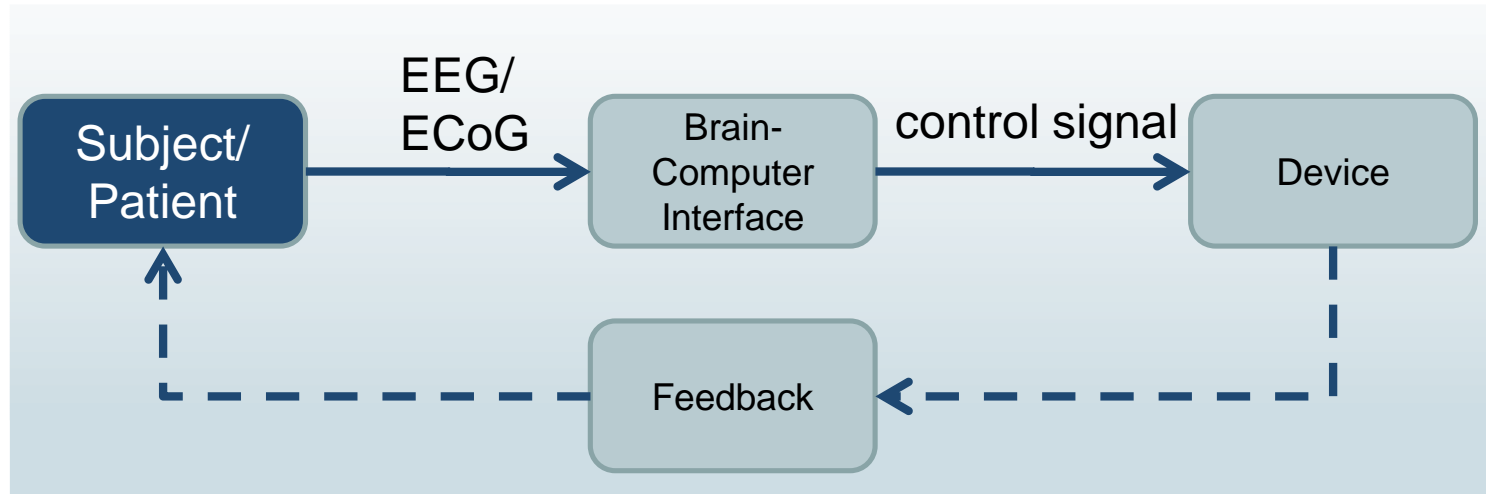 EEG/
ECoG
Subject/
Patient
Brain-
Computer
Interface
control signal
Device
Feedback